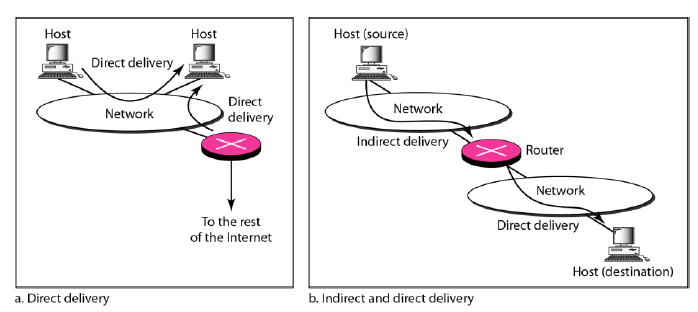 Host
Host
Direct delivery
Network
Direct
delivery
To the rest
of the Internet
a. Direct delivery
Host (source)
Network
Indirect delivery
Router
Network
Direct delivery
Host (destination)
b. Indirect and direct delivery